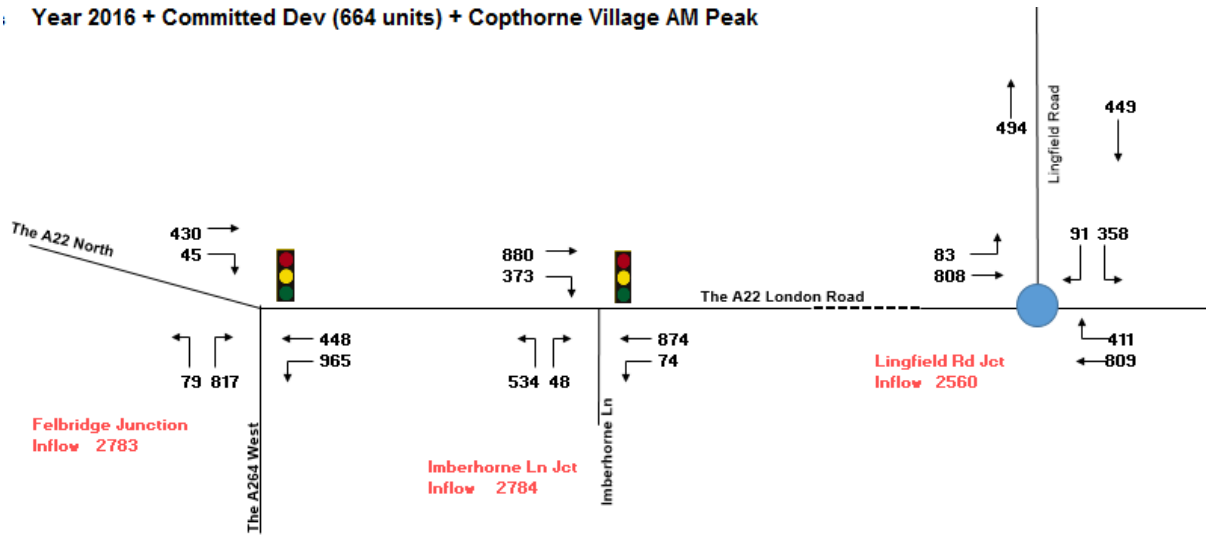 Year 2016 + Committed Dev (664 units) + Copthorne Village AM Peak
494
449
Lingfield Road
The A22 North
430
45
880
373
83
808
91 358
The A22 London Road
448
965
79 817
874
74
534 48
411
809
Lingfield Rd Jct
Inflow 2560
Felbridge Junction
Inflow 2783
The A264 West
Imberhorne Ln Jct
Inflow 2784
Imberhorne Ln